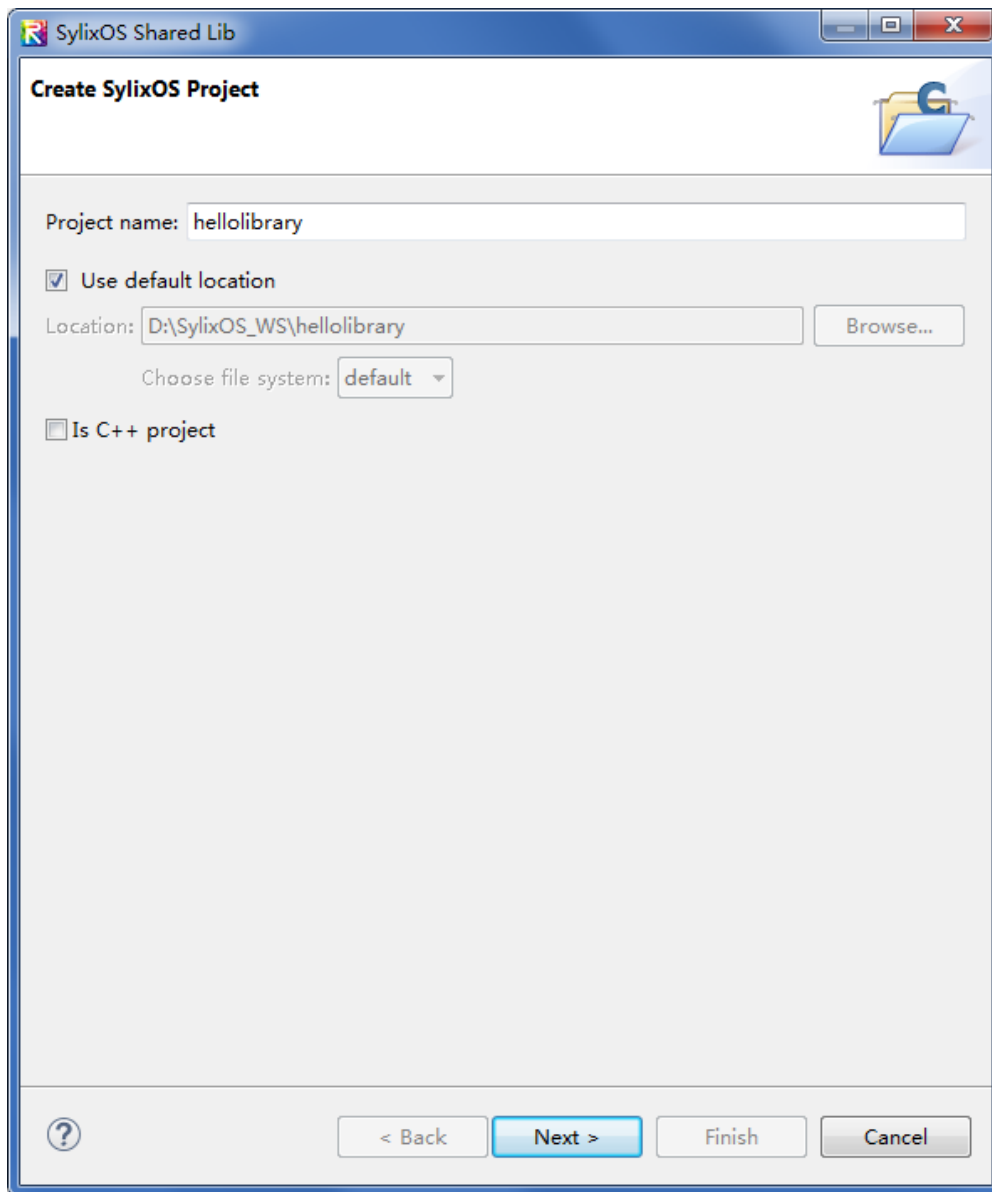 SylixOS Shared Lib
Create SylixOS Project
Project name: hellolibrary
Use default location
Location: D:\SylixOS_WS\hellolibrary Browse...
Choose file system: default
Is C++ project
< Back Next > Finish Cancel